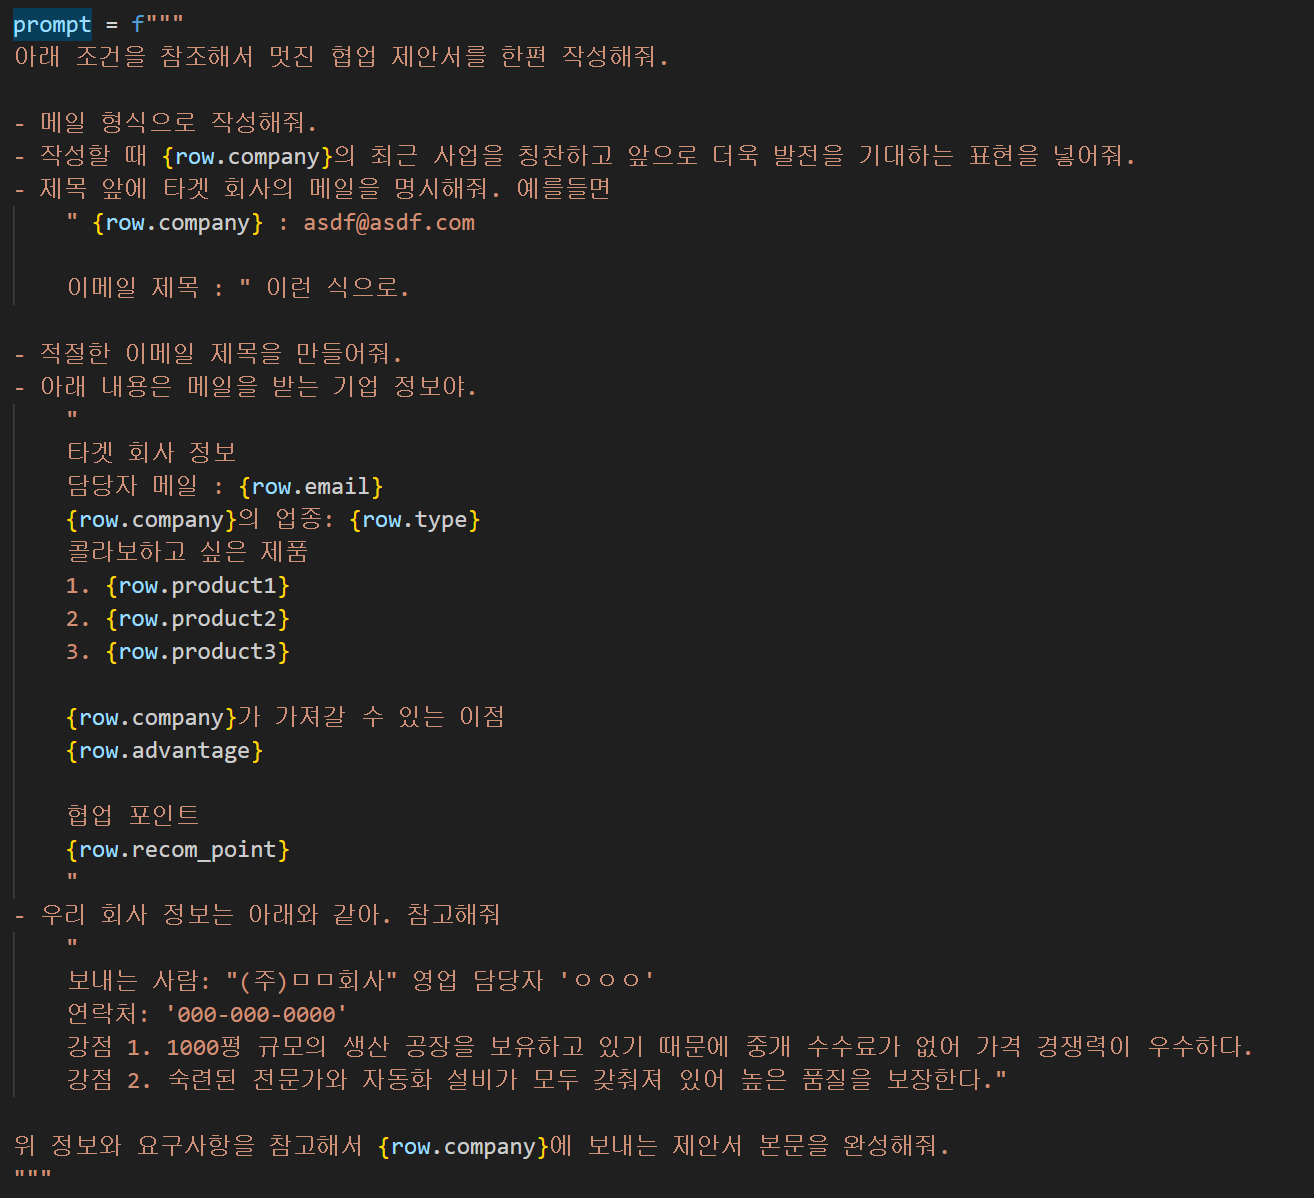 prompt = f"""
아래 조건을 참조해서 멋진 협업 제안서를 한편 작성해줘.
- 메일 형식으로 작성해줘.
- 작성할 때 {row.company}의 최근 사업을 칭찬하고 앞으로 더욱 발전을 기대하는 표현을 넣어줘.
- 제목 앞에 타겟 회사의 메일을 명시해줘. 예를들면
" {row.company} : asdf@asdf.com
이메일 제목 : " 이런 식으로.
- 적절한 이메일 제목을 만들어줘.
- 아래 내용은 메일을 받는 기업 정보야.
"
타겟 회사 정보
담당자 메일 : {row.email}
{row.company}의 업종: {row.type}
콜라보하고 싶은 제품
1. {row.product1}
2. {row.product2}
3. {row.product3}
{row.company}가 가져갈 수 있는 이점
{row.advantage}
협업 포인트
{row.recom_point}
"
- 우리 회사 정보는 아래와 같아. 참고해줘
"
보내는 사람: "(주)ㅁㅁ회사" 영업 담당자 'ㅇㅇㅇ'
연락처: '000-000-0000'
강점 1. 1000평 규모의 생산 공장을 보유하고 있기 때문에 중개 수수료가 없어 가격 경쟁력이 우수하다.
강점 2. 숙련된 전문가와 자동화 설비가 모두 갖춰져 있어 높은 품질을 보장한다."
위 정보와 요구사항을 참고해서 {row.company}에 보내는 제안서 본문을 완성해줘.
"""